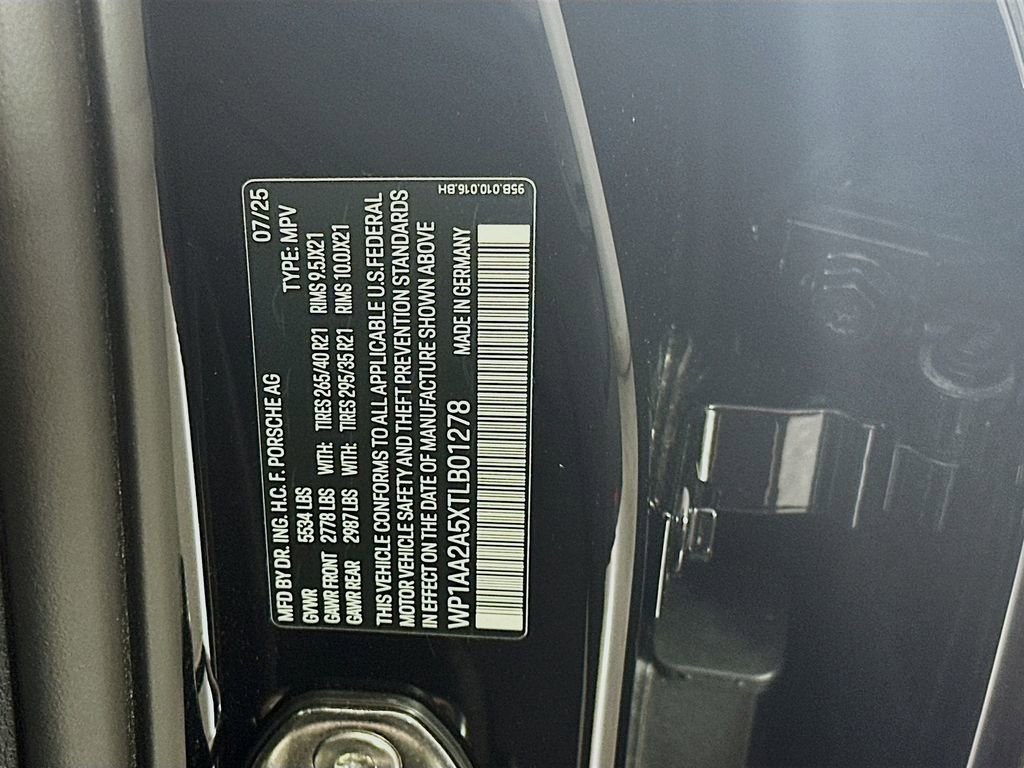 MFD BY DR. ING. H.C. F. PORSCHE AG 07/25
GVWR 5534 LBS TYPE: MPV
GAWR FRONT 2778 LBS WITH: TIRES 265/40 R21 RIMS 9.5JX21
GAWR REAR 2987 LBS WITH: TIRES 295/35 R21 RIMS 10.0JX21
THIS VEHICLE CONFORMS TO ALL APPLICABLE U.S. FEDERAL
MOTOR VEHICLE SAFETY AND THEFT PREVENTION STANDARDS
IN EFFECT ON THE DATE OF MANUFACTURE SHOWN ABOVE
WP1AA2A5XTLB01278 MADE IN GERMANY
95B.010.016.BH